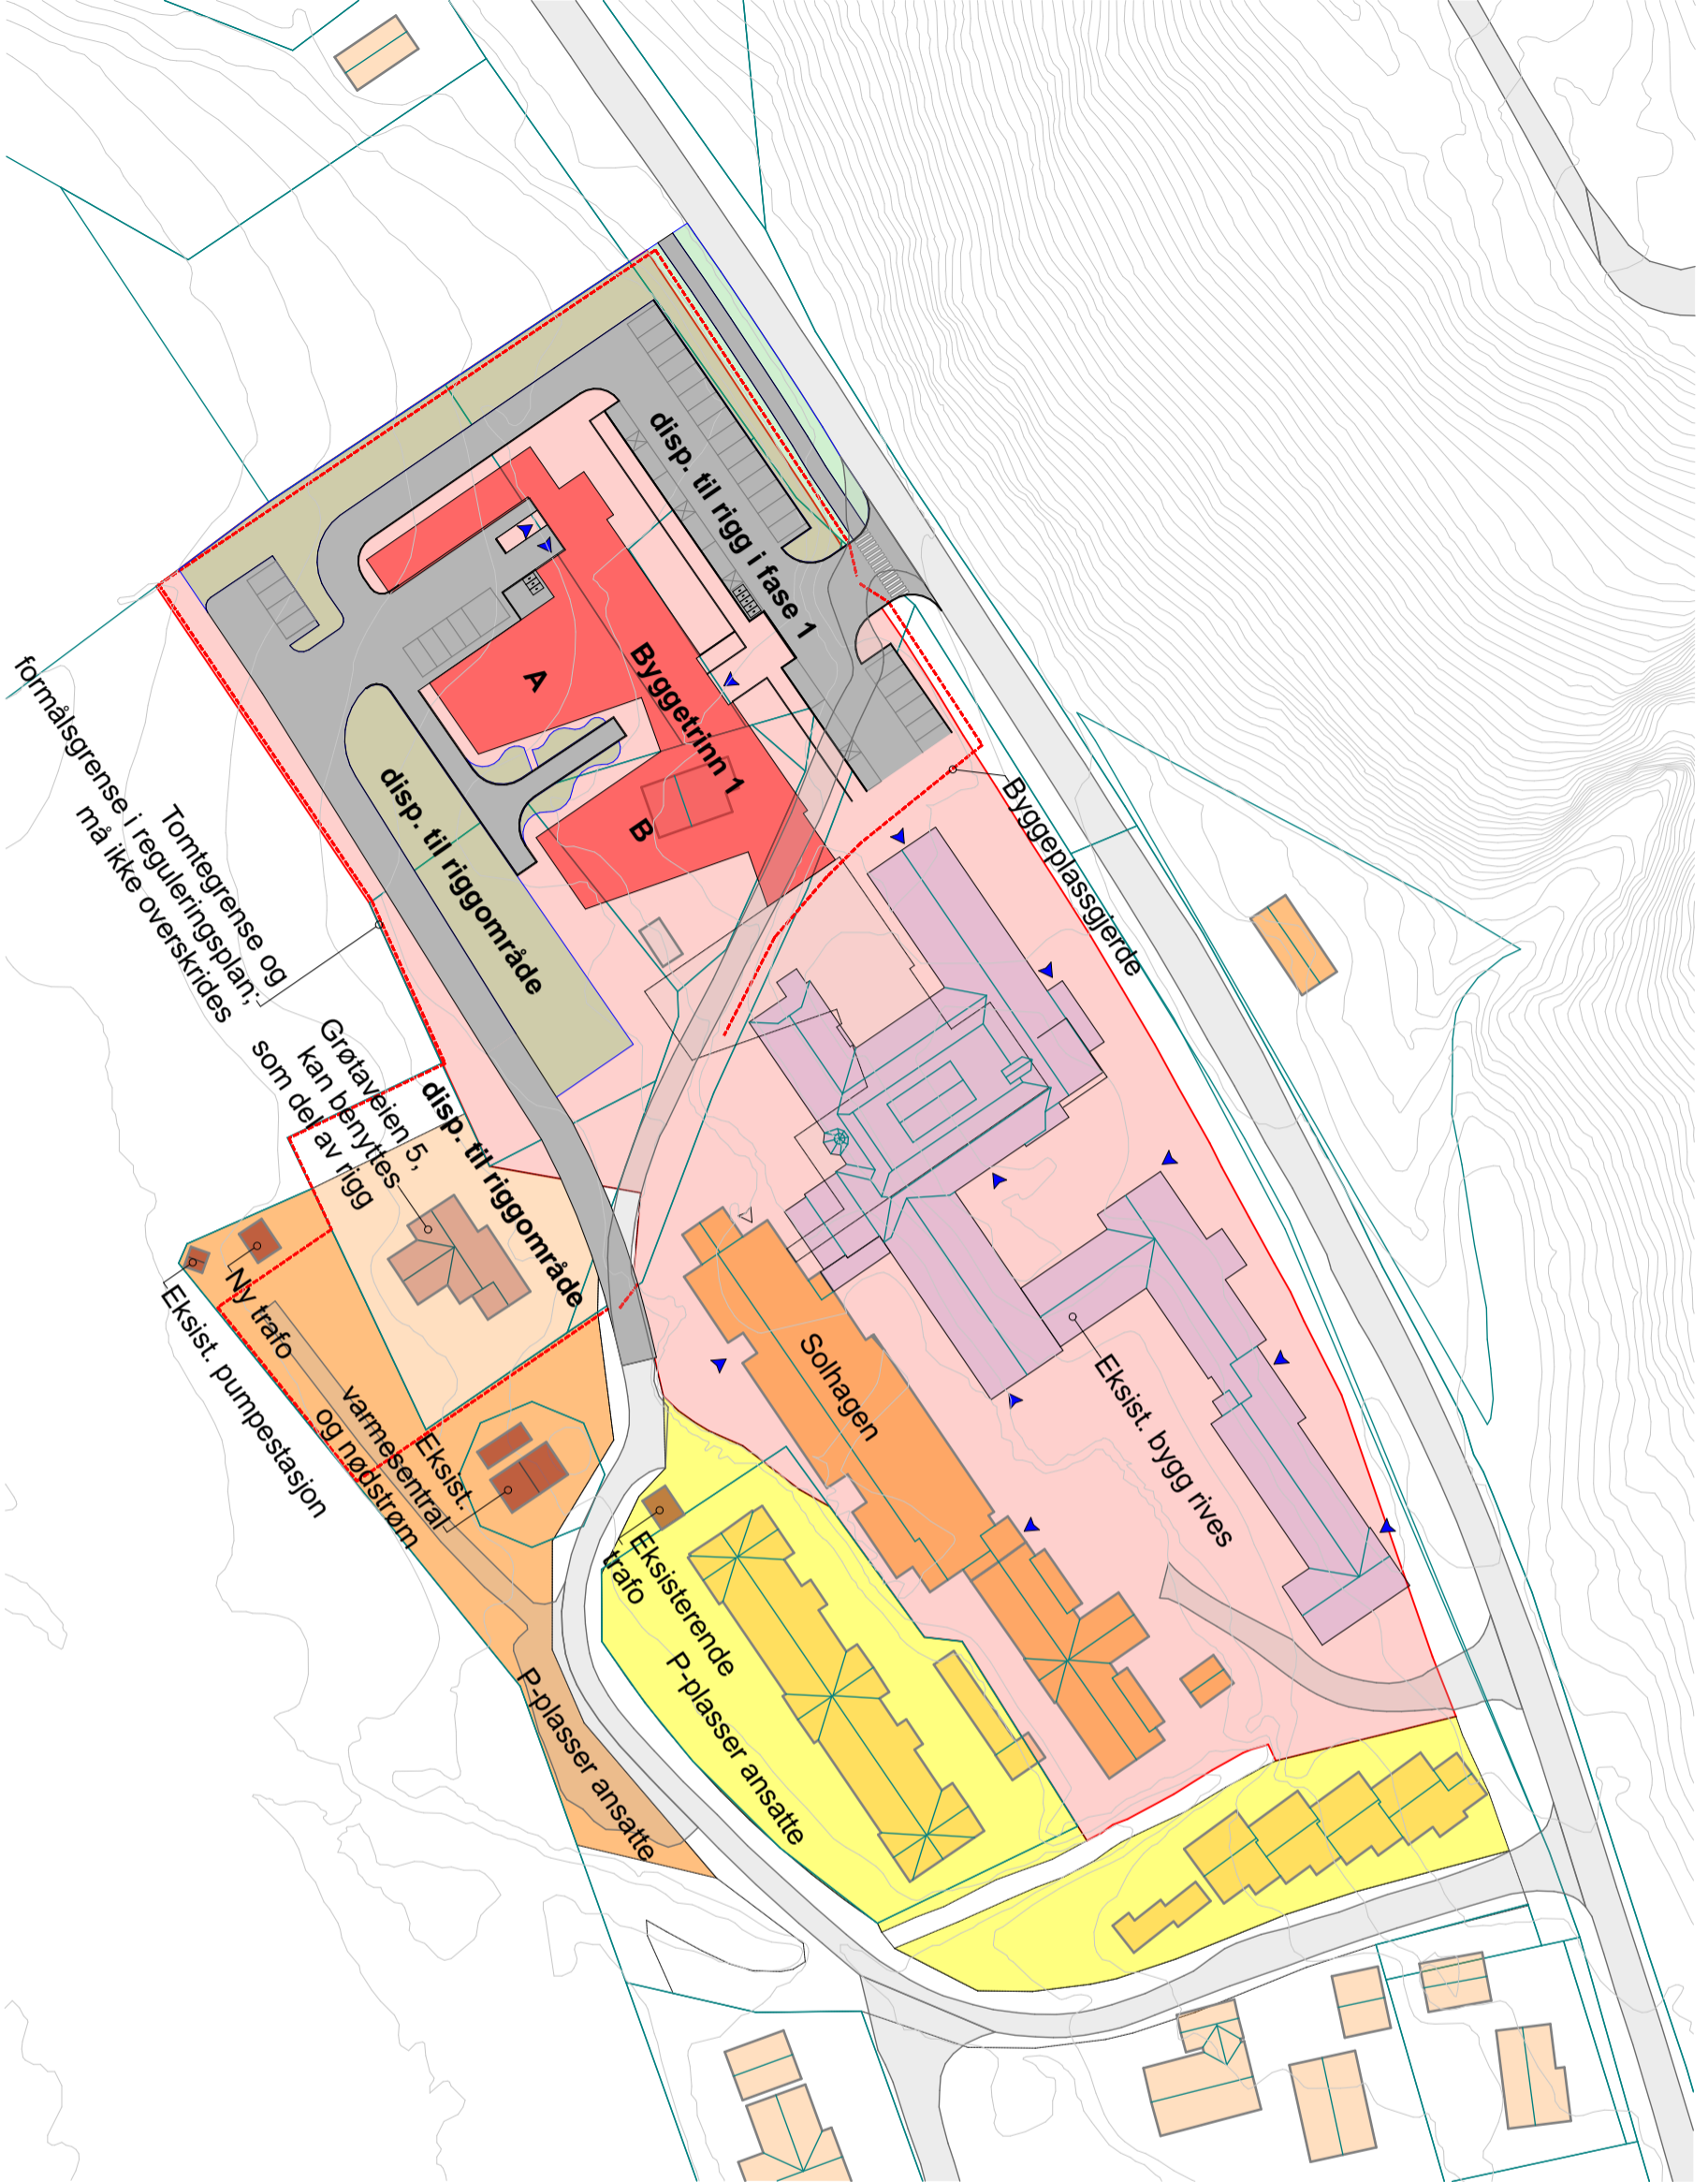 disp. til rigg i fase 1
Byggetrinn 1
A
B
disp. til riggområde
Byggeplassgjerde
Tomtegrense og
formålsgrense i reguleringsplan;
må ikke overskrides
Grøtaveien 5,
kan benyttes
som del av rigg
disp. til riggområde
Ny trafo
Eksist. pumpestasjon
Eksist.
varmesentral
og nødstrøm
Solhagen
Eksist. bygg rives
Eksisterende
trafo
P-plasser ansatte
P-plasser ansatte